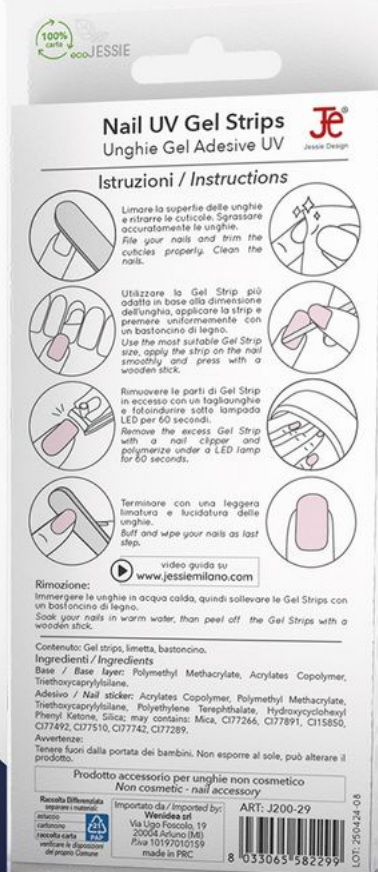 100%
carta
ecoJESSIE
Nail UV Gel Strips
Unghie Gel Adesive UV
Je®
Jessie Design
Istruzioni / Instructions
Limare la superfie delle unghie
e ritrarre le cuticole. Sgrassare
accuratamente le unghie.
File your nails and trim the
cuticles properly. Clean the
nails.
Utilizzare la Gel Strip più
adatta in base alla dimensione
dell'unghia, applicare la strip e
premere uniformemente con
un bastoncino di legno.
Use the most suitable Gel Strip
size, apply the strip on the nail
smoothly and press with a
wooden stick.
Rimuovere le parti di Gel Strip
in eccesso con un tagliaunghie
e fotoindurire sotto lampada
LED per 60 secondi.
Remove the excess Gel Strip
with a nail clipper and
polymerize under a LED lamp
for 60 seconds.
Terminare con una leggera
limatura e lucidatura delle
unghie.
Buff and wipe your nails as last
step.
video guida su
www.jessiemilano.com
Rimozione:
Immergere le unghie in acqua calda, quindi sollevare le Gel Strips con
un bastoncino di legno.
Soak your nails in warm water, than peel off the Gel Strips with a
wooden stick.
Contenuto: Gel strips, limetta, bastoncino.
Ingredienti / Ingredients
Base / Base layer: Polymethyl Methacrylate, Acrylates Copolymer,
Triethoxycaprylylsilane.
Adesivo / Nail sticker: Acrylates Copolymer, Polymethyl Methacrylate,
Triethoxycaprylylsilane, Polyethylene Terephthalate, Hydroxycyclohexyl
Phenyl Ketone, Silica; may contains: Mica, CI77266, CI77891, CI15850,
CI77492, CI77510, CI77742, CI77289.
Avvertenze:
Tenere fuori dalla portata dei bambini. Non esporre al sole, può alterare il
prodotto.
Prodotto accessorio per unghie non cosmetico
Non cosmetic - nail accessory
Raccolta Differenziata
separare i materiali:
astuccio
cartoncino
raccolta carta
verificare le disposizioni
del proprio Comune
21
PAP
Importato da / Imported by:
Wenidea srl
Via Ugo Foscolo, 19
20004 Arluno (MI)
P.iva 10197010159
made in PRC
ART: J200-29
8 033065 582299
LOT: 250424-08